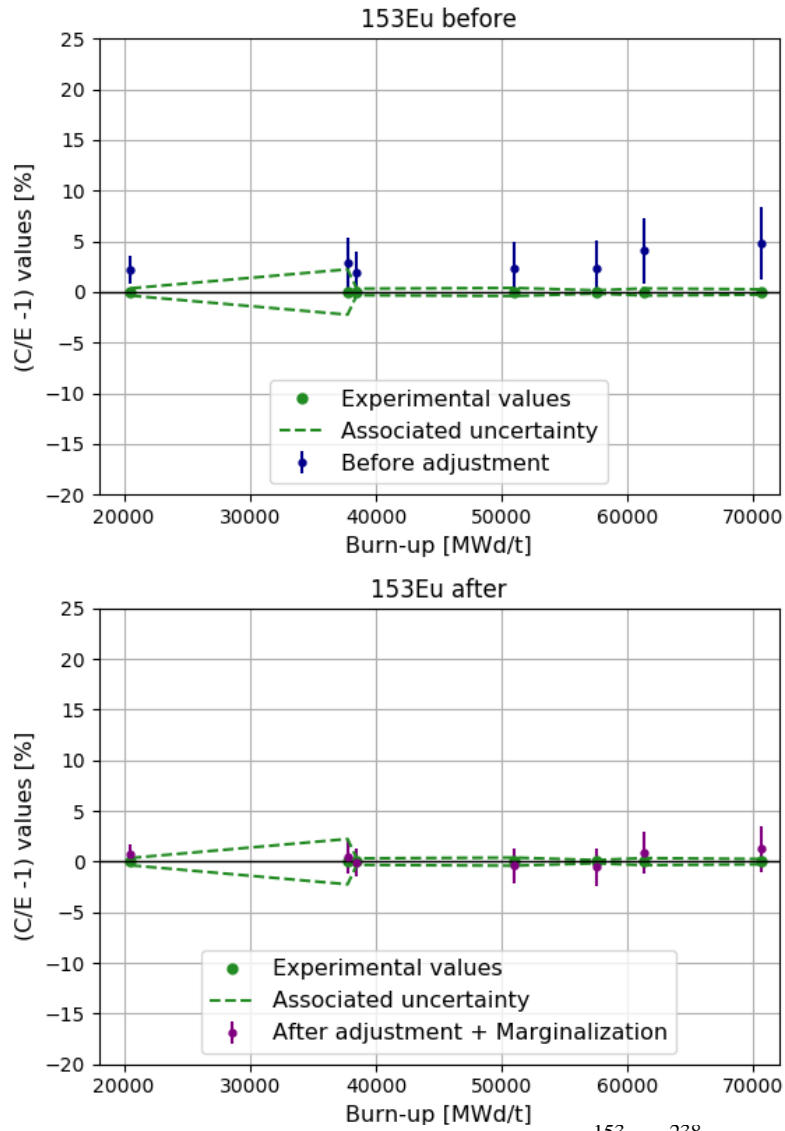 153Eu before
25
20
15
10
5
0
−5
−10
−15
−20
(C/E -1) values [%]
Experimental values
Associated uncertainty
Before adjustment
20000 30000 40000 50000 60000 70000
Burn-up [MWd/t]
153Eu after
25
20
15
10
5
0
−5
−10
−15
−20
(C/E -1) values [%]
Experimental values
Associated uncertainty
After adjustment + Marginalization
20000 30000 40000 50000 60000 70000
Burn-up [MWd/t]
153 238